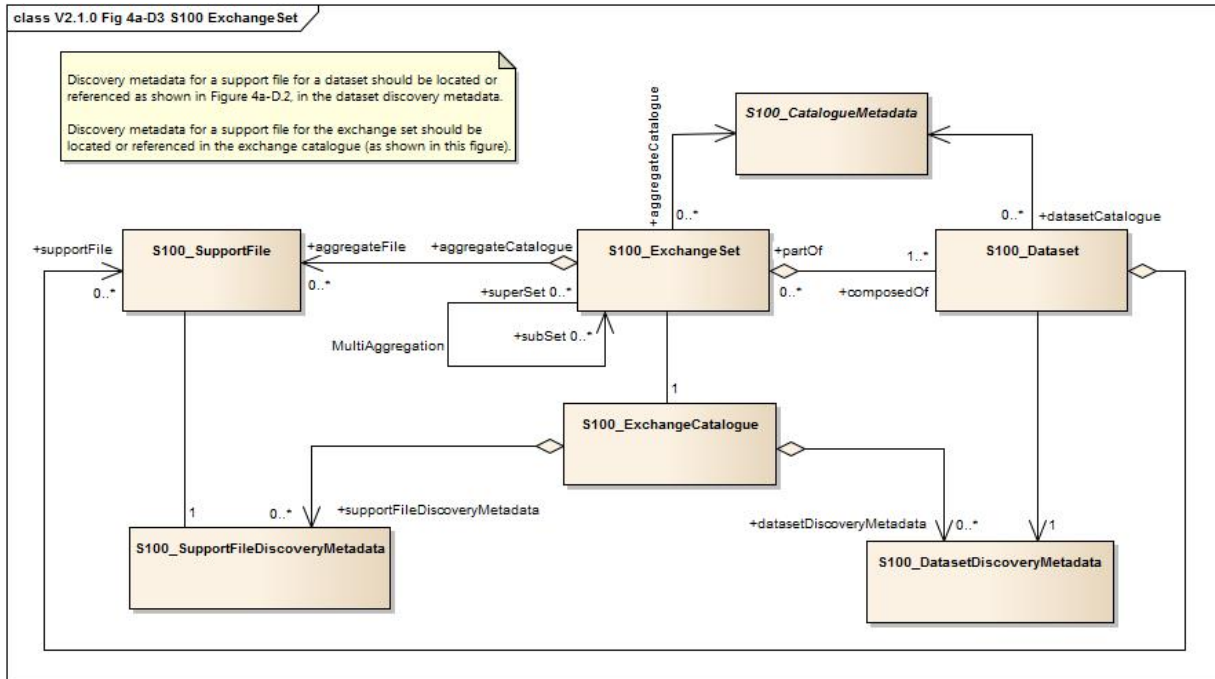 class V2.1.0 Fig 4a-D3 S100 ExchangeSet
Discovery metadata for a support file for a dataset should be located or
referenced as shown in Figure 4a-D.2, in the dataset discovery metadata.
Discovery metadata for a support file for the exchange set should be
located or referenced in the exchange catalogue (as shown in this figure).
S100_CatalogueMetadata
+aggregateCatalogue
0..*
0..*
+datasetCatalogue
+supportFile
0..*
S100_SupportFile
+aggregateFile
0..*
+aggregateCatalogue
S100_ExchangeSet
+partOf
0..*
1..*
+composedOf
S100_Dataset
+superSet 0..*
+subSet 0..*
MultiAggregation
1
S100_ExchangeCatalogue
1
0..*
+supportFileDiscoveryMetadata
+datasetDiscoveryMetadata
0..*
1
S100_SupportFileDiscoveryMetadata
S100_DatasetDiscoveryMetadata